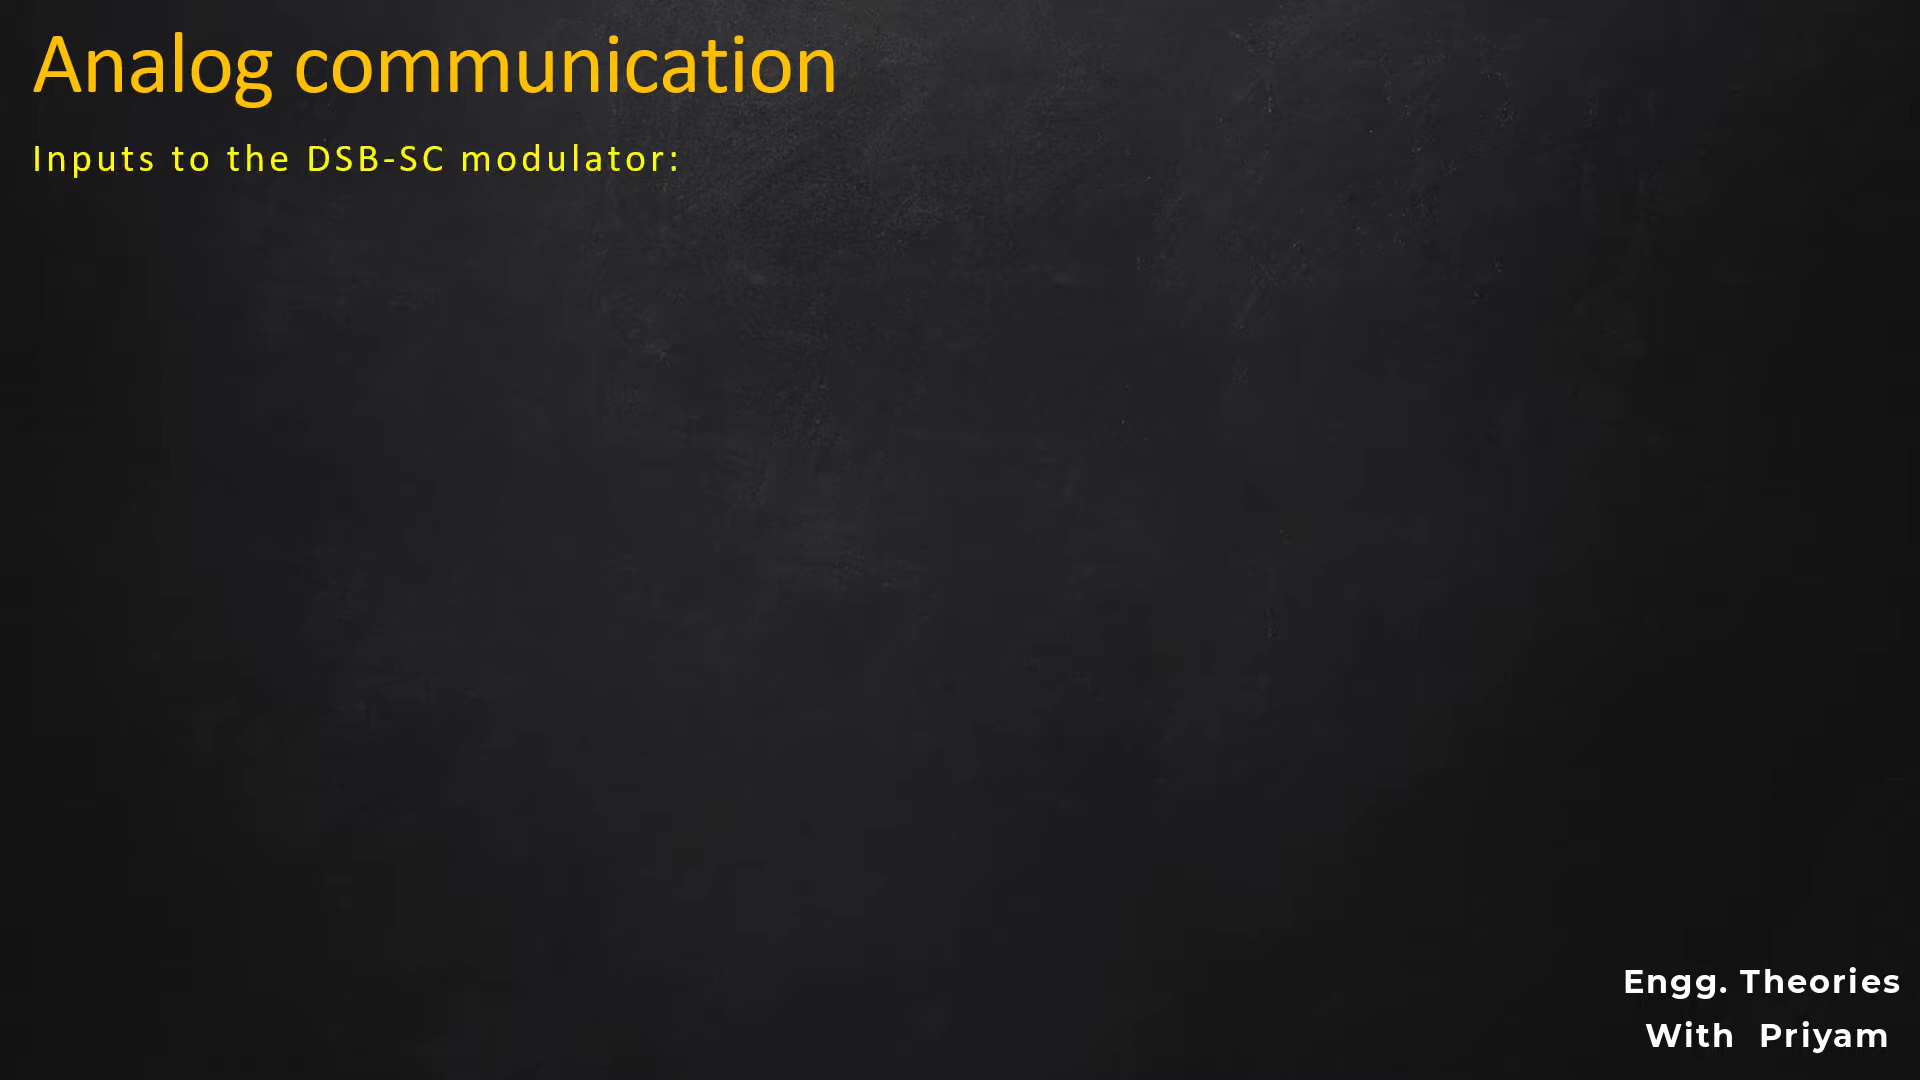 Analog communication
Inputs to the DSB-SC modulator:
Engg. Theories
With Priyam